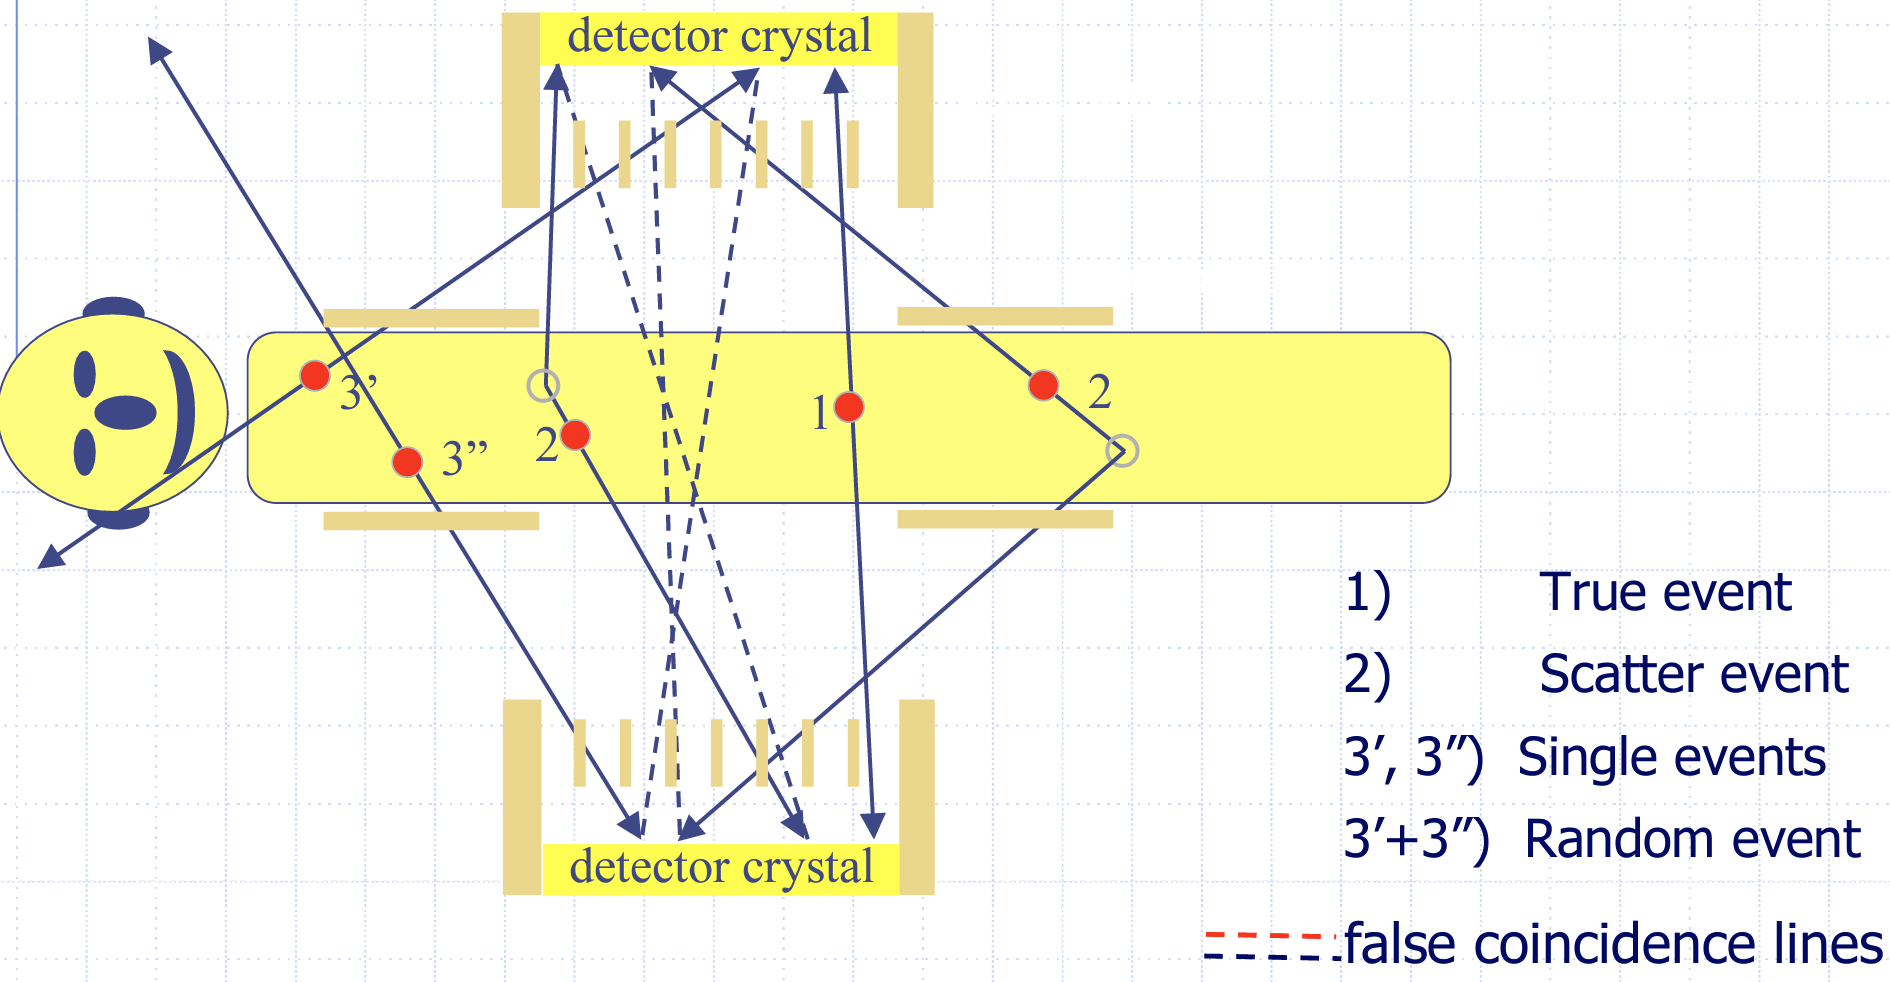 detector crystal
3’
3”
2
1
2
detector crystal
1) True event
2) Scatter event
3’, 3”) Single events
3’+3”) Random event
false coincidence lines